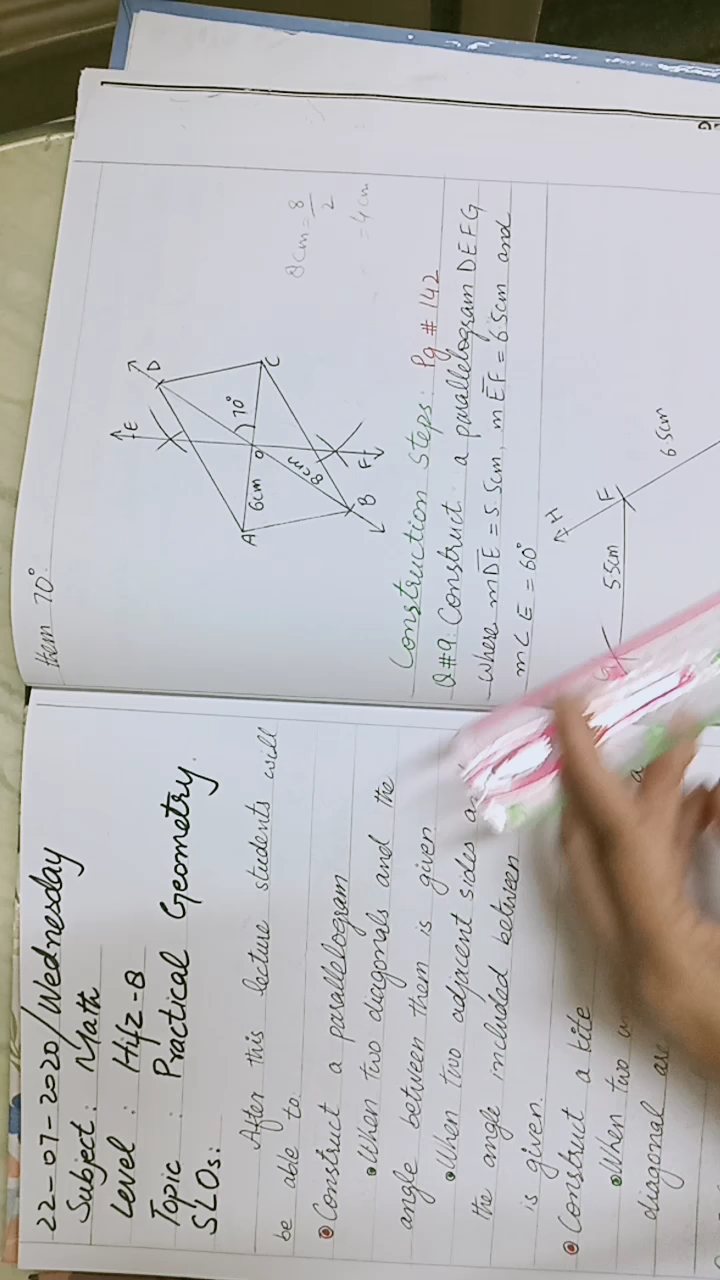 22-07-2020/Wednesday
Subject: Math
Level: Hifz-B
Topic: Practical Geometry.
SLOs:
After this lecture students will
be able to
Construct a parallelogram
When two diagonals and the
angle between them is given
When two adjacent sides
the angle included between
is given.
Construct a kite
When two
diagonal
them 70°
E
D
A
6cm
O
70°
C
8cm
F
B
8cm = 8/2
= 4cm
Construction Steps: Pg # 142
Q#9: Construct a parallelogram DEFG
where mDE = 5.5cm, mEF = 6.5cm and
m∠E = 60°
H
F
G
5.5cm
6.5cm